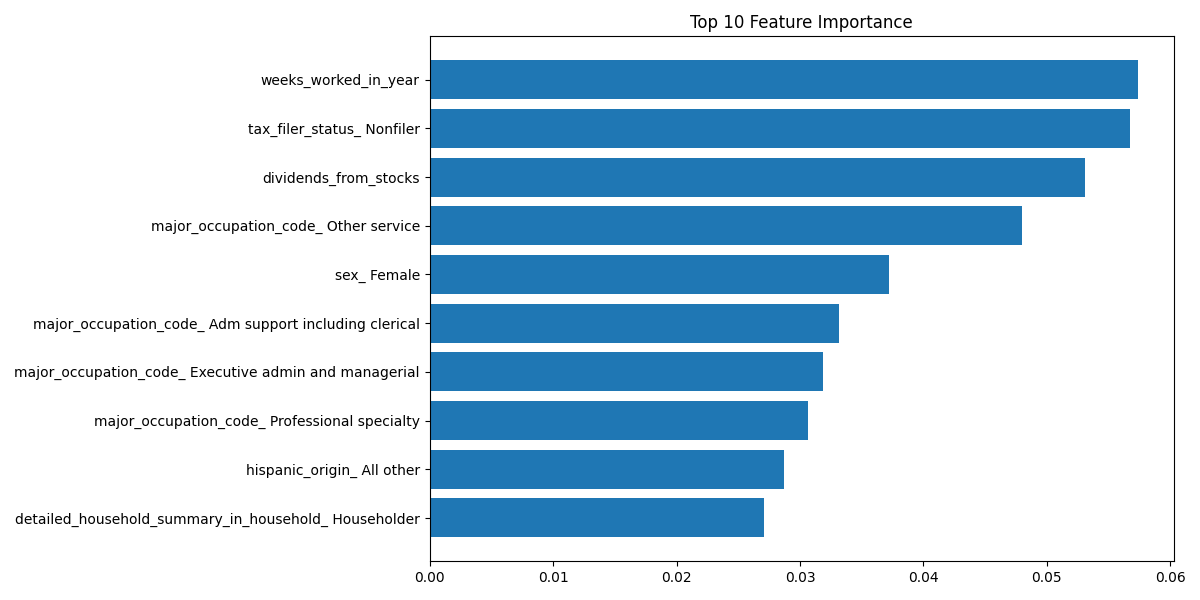 Top 10 Feature Importance
weeks_worked_in_year
tax_filer_status_ Nonfiler
dividends_from_stocks
major_occupation_code_ Other service
sex_ Female
major_occupation_code_ Adm support including clerical
major_occupation_code_ Executive admin and managerial
major_occupation_code_ Professional specialty
hispanic_origin_ All other
detailed_household_summary_in_household_ Householder
0.00 0.01 0.02 0.03 0.04 0.05 0.06